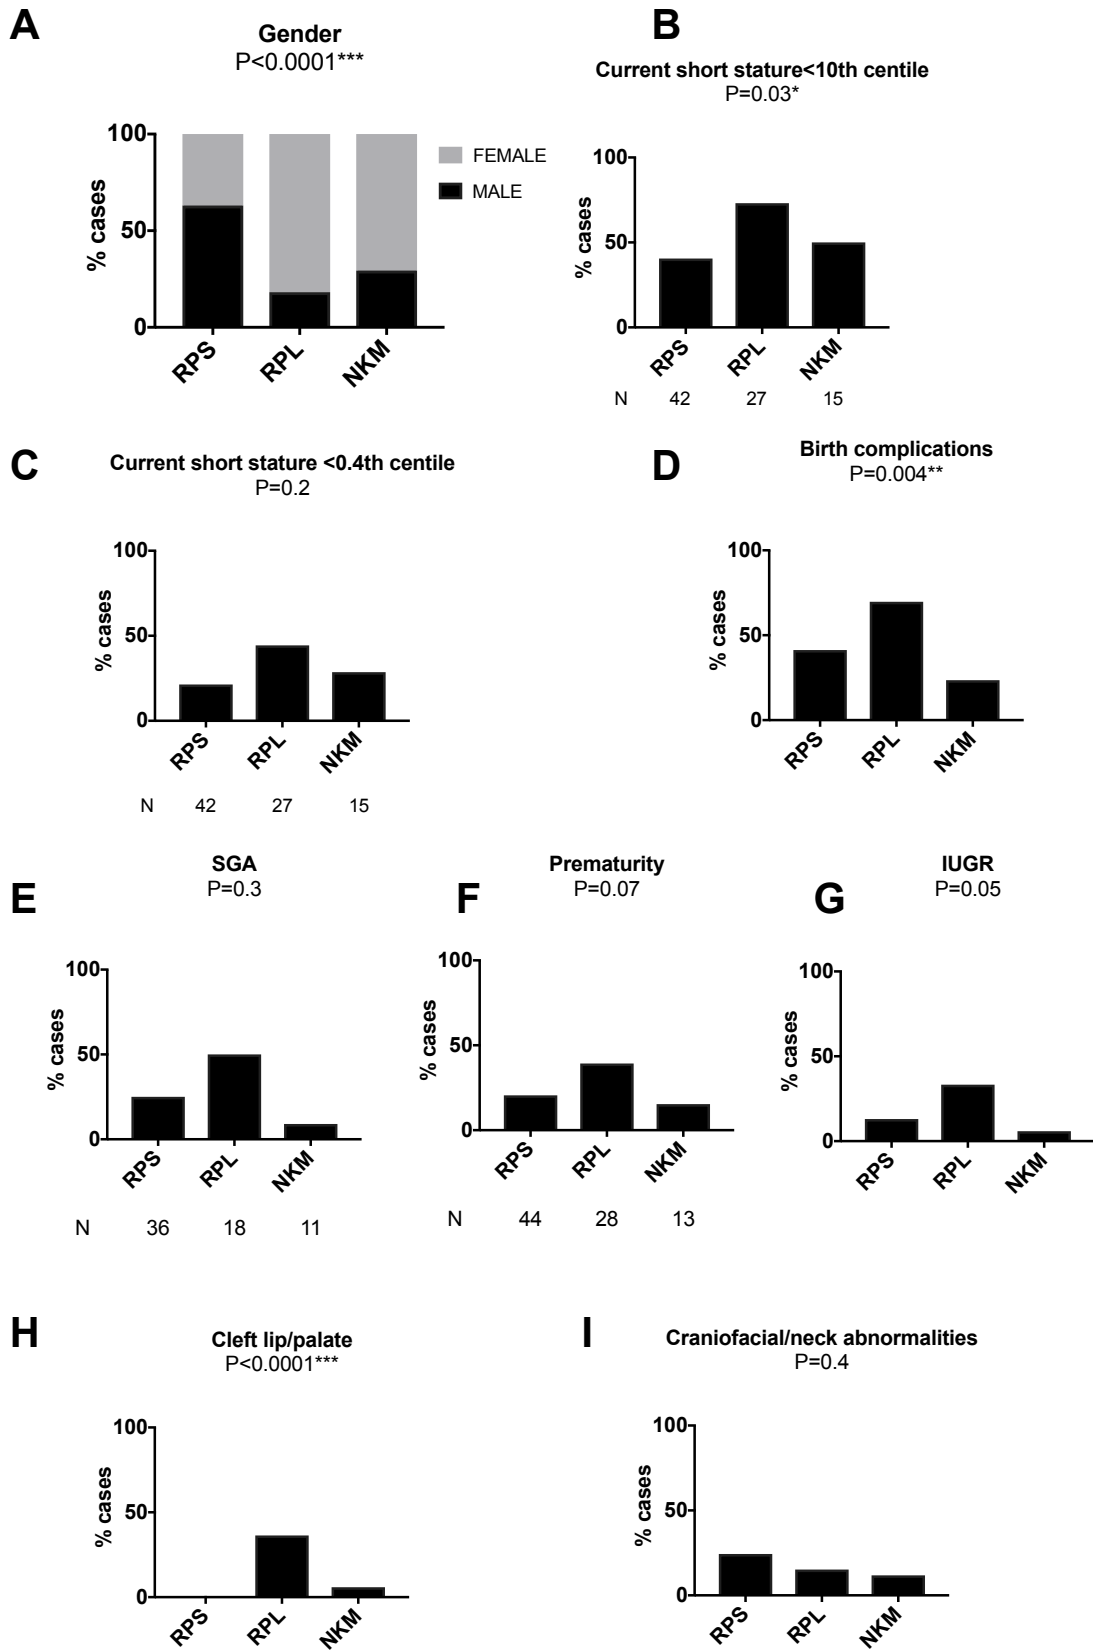 A
Gender
P<0.0001***
% cases
100
50
0
RPS RPL NKM
FEMALE
MALE
B
Current short stature<10th centile
P=0.03*
% cases
100
50
0
RPS RPL NKM
N 42 27 15
C
Current short stature <0.4th centile
P=0.2
% cases
100
50
0
RPS RPL NKM
N 42 27 15
D
Birth complications
P=0.004**
% cases
100
50
0
RPS RPL NKM
E
SGA
P=0.3
% cases
100
50
0
RPS RPL NKM
N 36 18 11
F
Prematurity
P=0.07
% cases
100
50
0
RPS RPL NKM
N 44 28 13
G
IUGR
P=0.05
% cases
100
50
0
RPS RPL NKM
H
Cleft lip/palate
P<0.0001***
% cases
100
50
0
RPS RPL NKM
I
Craniofacial/neck abnormalities
P=0.4
% cases
100
50
0
RPS RPL NKM